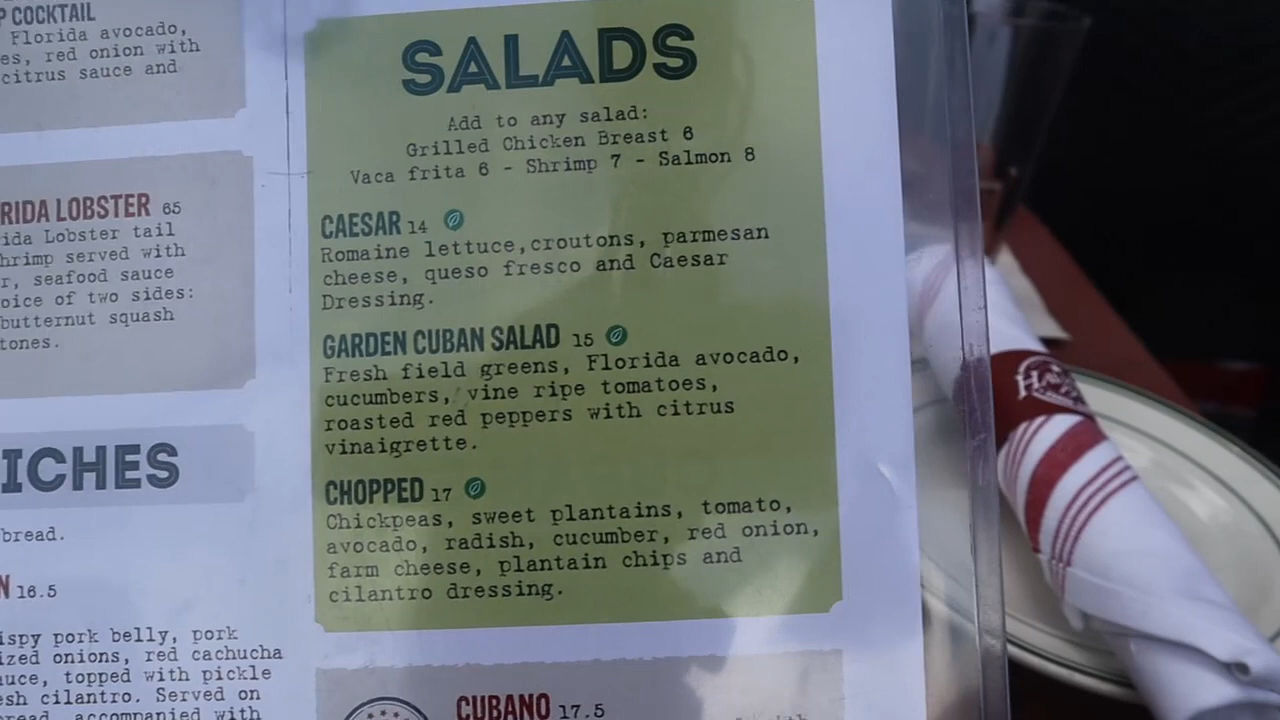 COCKTAIL
Florida avocado,
red onion with
citrus sauce and
LOBSTER 65
Lobster tail
served with
seafood sauce
of two sides:
butternut squash
ICHES
bread.
16.5
pork belly, pork
onions, red cachucha
topped with pickle
cilantro. Served on
accompanied with
SALADS
Add to any salad:
Grilled Chicken Breast 6
Vaca frita 6 - Shrimp 7 - Salmon 8
CAESAR 14
Romaine lettuce,croutons, parmesan
cheese, queso fresco and Caesar
Dressing.
GARDEN CUBAN SALAD 15
Fresh field greens, Florida avocado,
cucumbers, vine ripe tomatoes,
roasted red peppers with citrus
vinaigrette.
CHOPPED 17
Chickpeas, sweet plantains, tomato,
avocado, radish, cucumber, red onion,
farm cheese, plantain chips and
cilantro dressing.
CUBANO 17.5